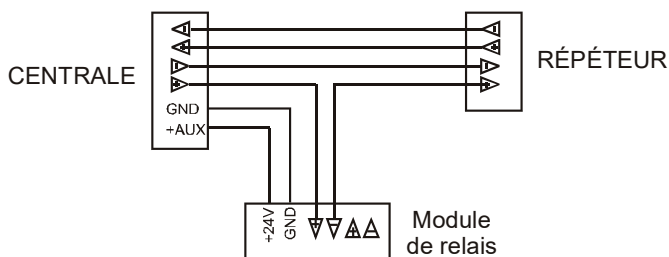 CENTRALE
GND
+AUX
RÉPÉTEUR
+24V
GND
Module
de relais